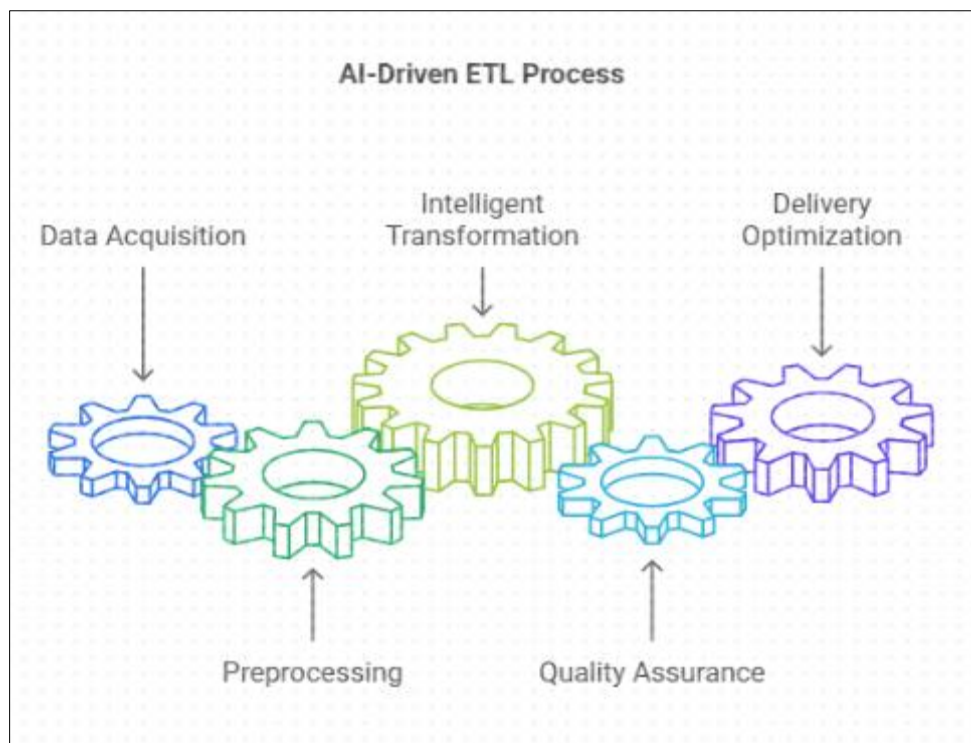 AI-Driven ETL Process
Intelligent
Transformation
Delivery
Optimization
Data Acquisition
Preprocessing
Quality Assurance